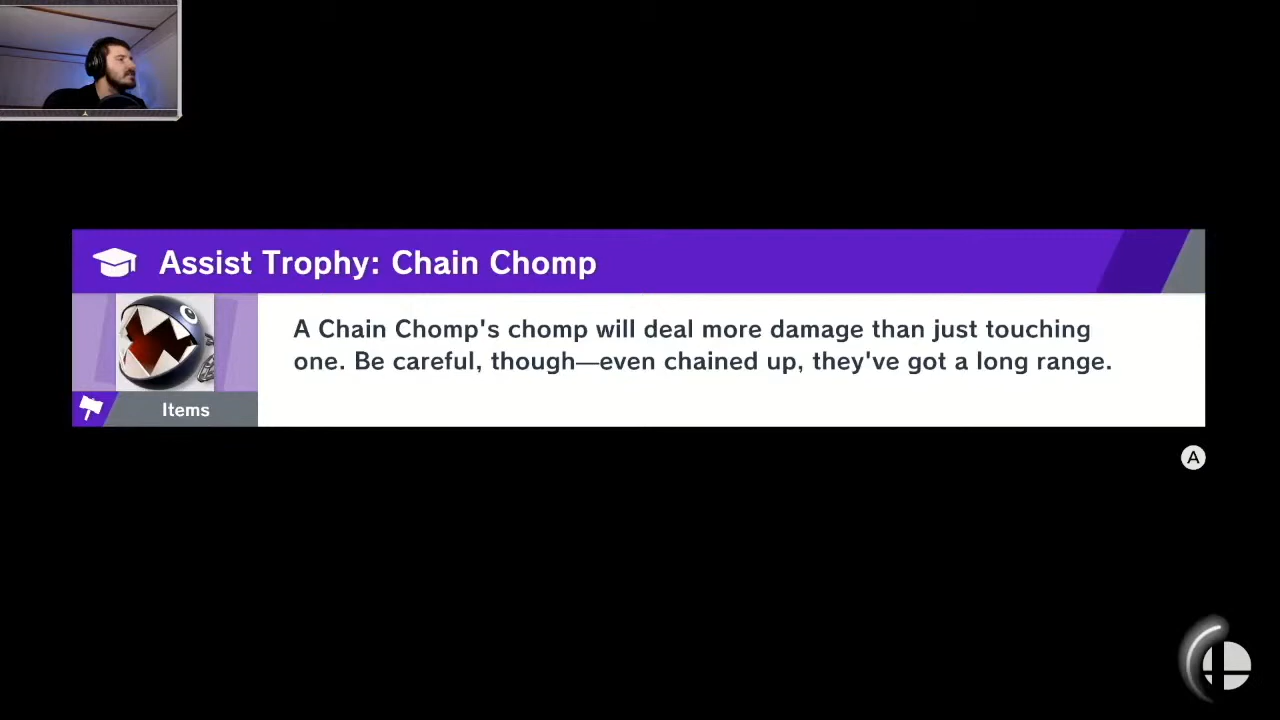 Assist Trophy: Chain Chomp
A Chain Chomp's chomp will deal more damage than just touching
one. Be careful, though—even chained up, they've got a long range.
Items
A